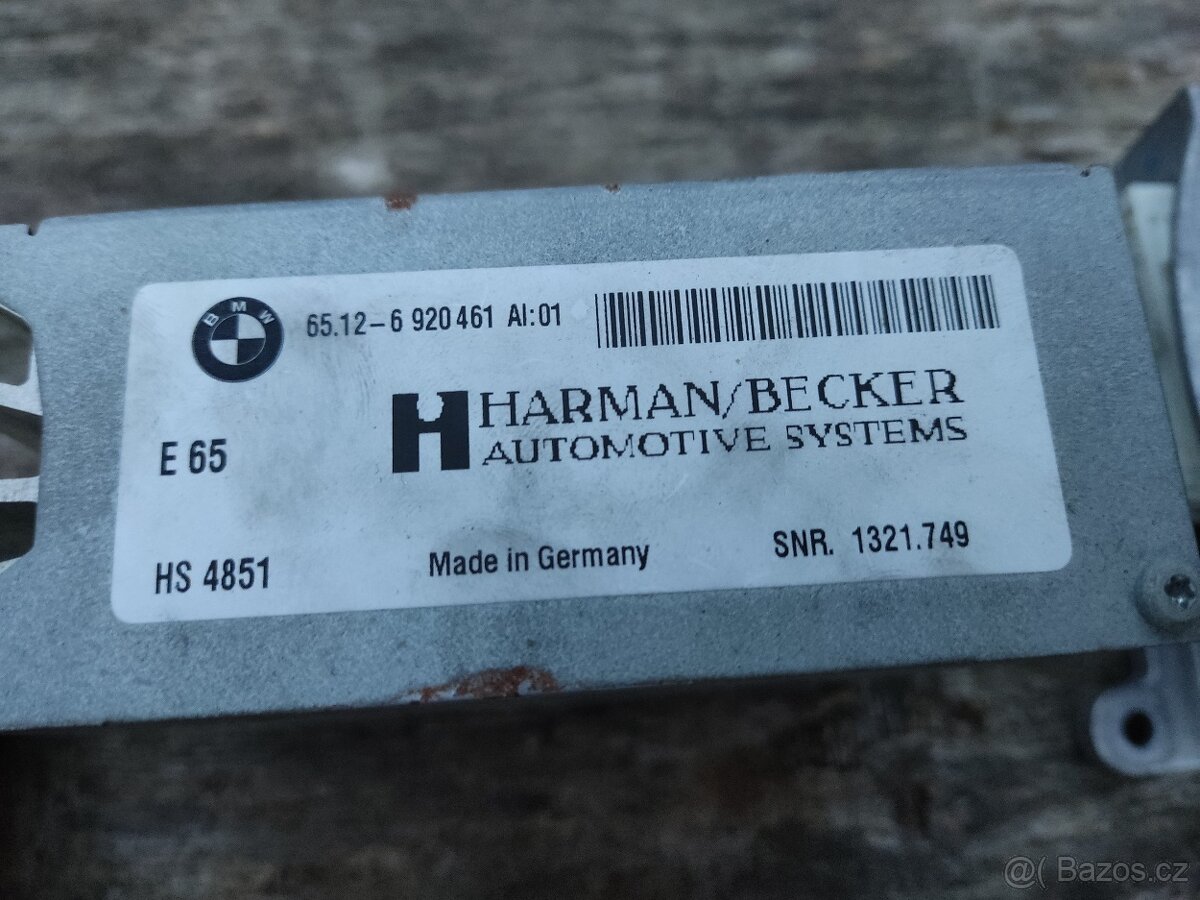 BMW
65.12-6 920 461 AI:01
H HARMAN/BECKER
AUTOMOTIVE SYSTEMS
E 65
HS 4851
Made in Germany
SNR. 1321.749
@( Bazos.cz